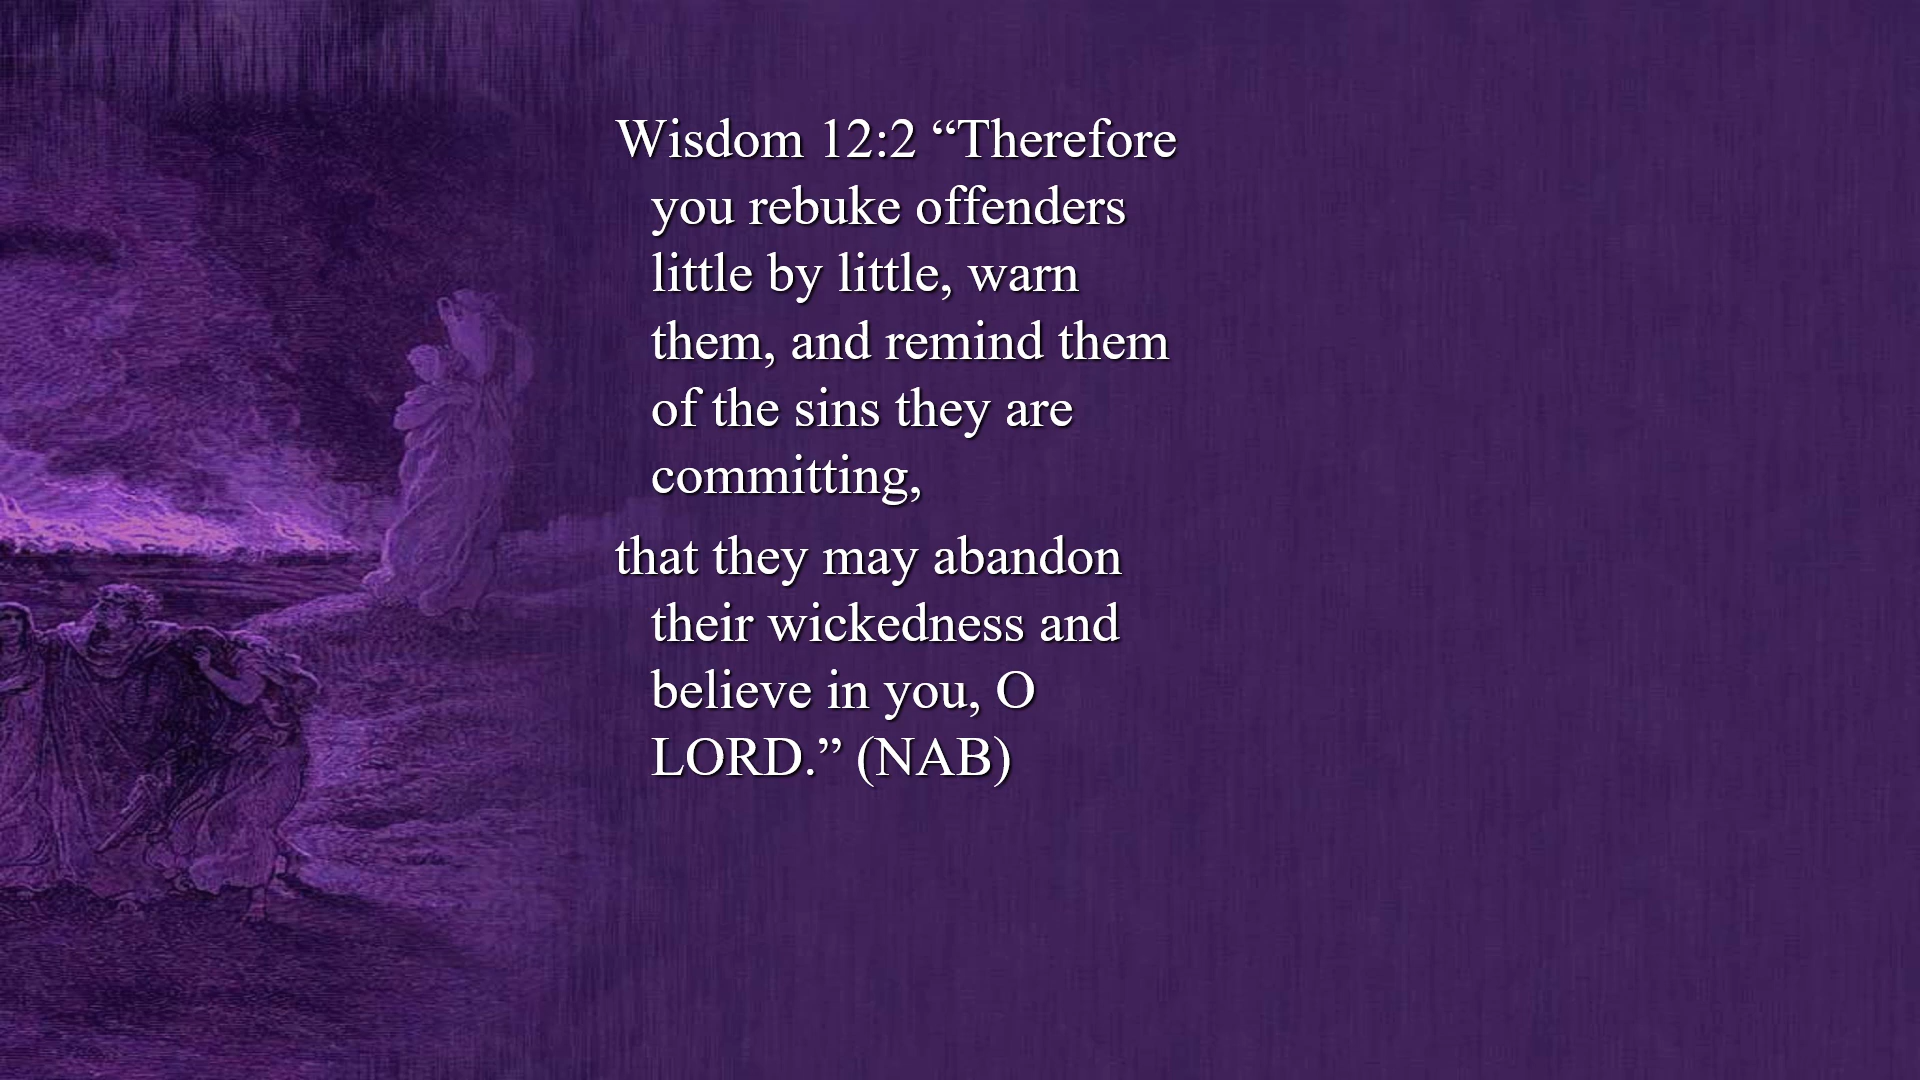 Wisdom 12:2 “Therefore
you rebuke offenders
little by little, warn
them, and remind them
of the sins they are
committing,
that they may abandon
their wickedness and
believe in you, O
LORD.” (NAB)